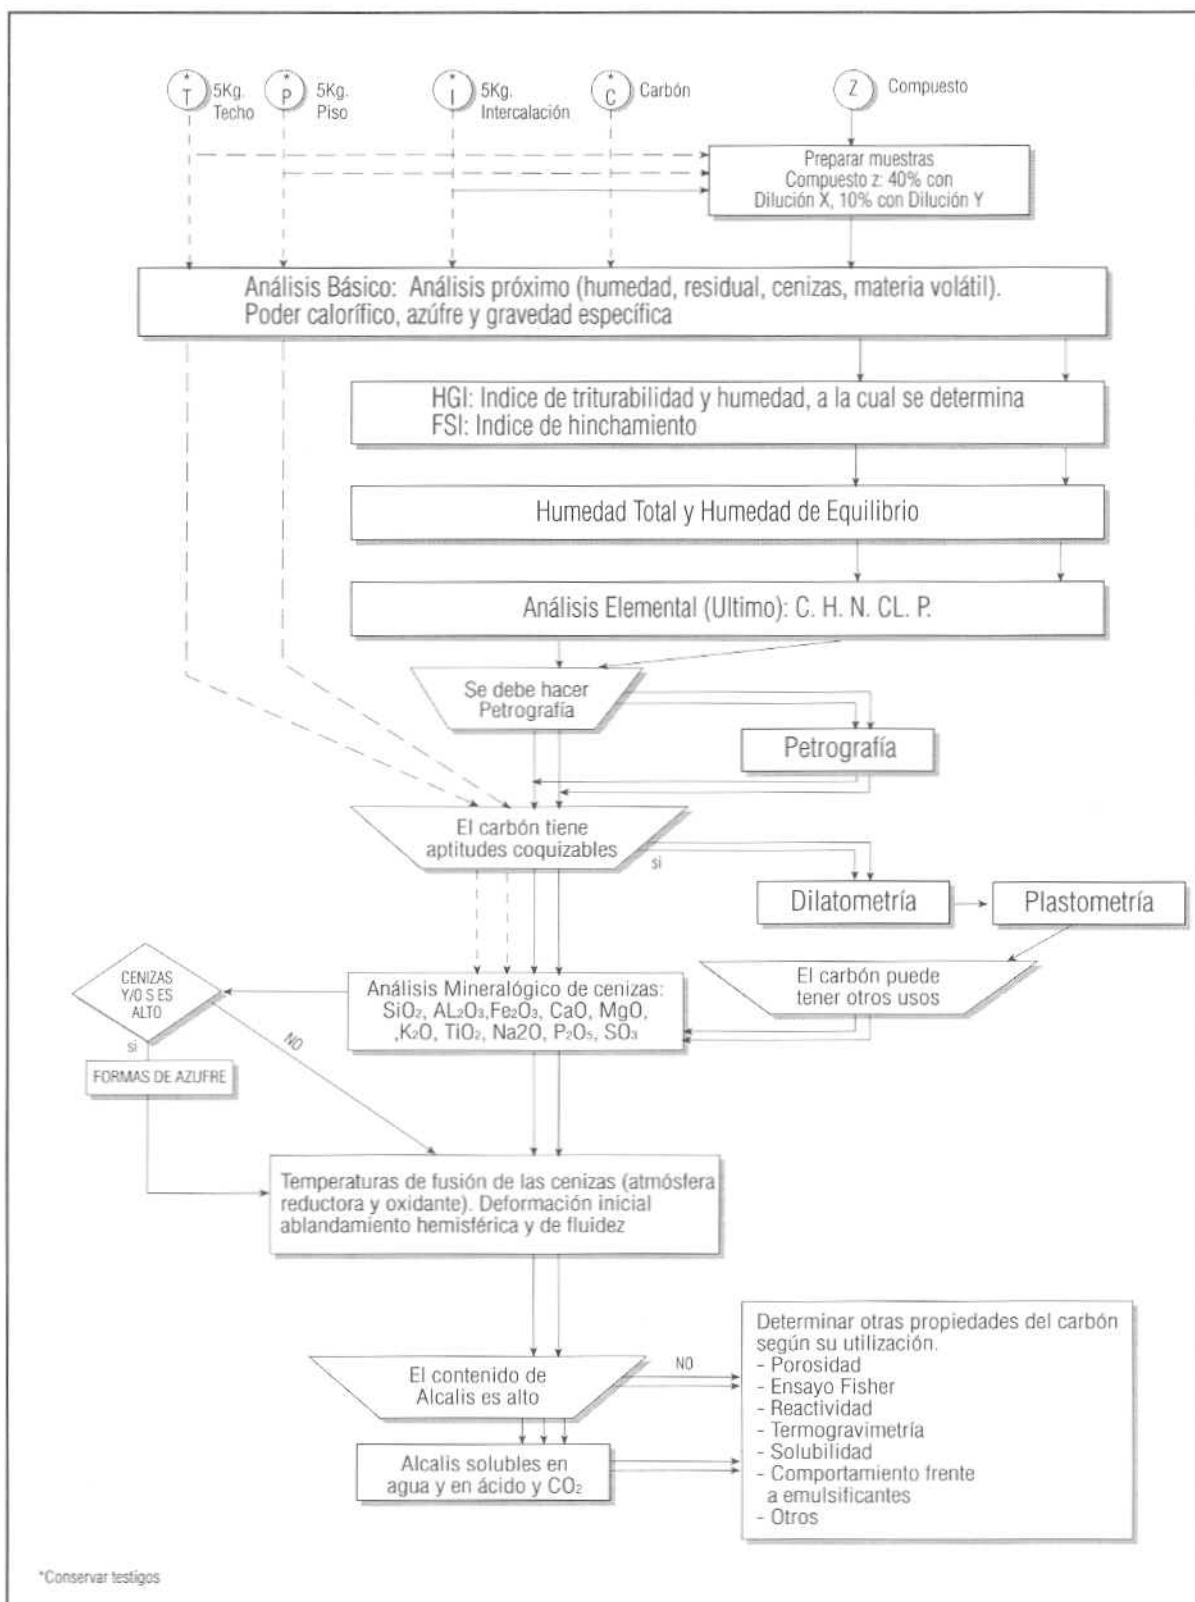 * T
5Kg.
Techo
* P
5Kg.
Piso
* I
5Kg.
Intercalación
* C
Carbón
Z
Compuesto
Preparar muestras
Compuesto z: 40% con
Dilución X, 10% con Dilución Y
Análisis Básico: Análisis próximo (humedad, residual, cenizas, materia volátil).
Poder calorífico, azúfre y gravedad específica
HGI: Indice de triturabilidad y humedad, a la cual se determina
FSI: Indice de hinchamiento
Humedad Total y Humedad de Equilibrio
Análisis Elemental (Ultimo): C. H. N. CL. P.
Se debe hacer
Petrografía
Petrografía
El carbón tiene
aptitudes coquizables
si
Dilatometría
Plastometría
El carbón puede
tener otros usos
CENIZAS
Y/O S ES
ALTO
si
NO
FORMAS DE AZUFRE
Análisis Mineralógico de cenizas:
SiO₂, AL₂O₃,Fe₂O₃, CaO, MgO,
,K₂O, TiO₂, Na2O, P₂O₅, SO₃
Temperaturas de fusión de las cenizas (atmósfera
reductora y oxidante). Deformación inicial
ablandamiento hemisférica y de fluidez
El contenido de
Alcalis es alto
NO
Alcalis solubles en
agua y en ácido y CO₂
Determinar otras propiedades del carbón
según su utilización.
- Porosidad
- Ensayo Fisher
- Reactividad
- Termogravimetría
- Solubilidad
- Comportamiento frente
a emulsificantes
- Otros
*Conservar testigos